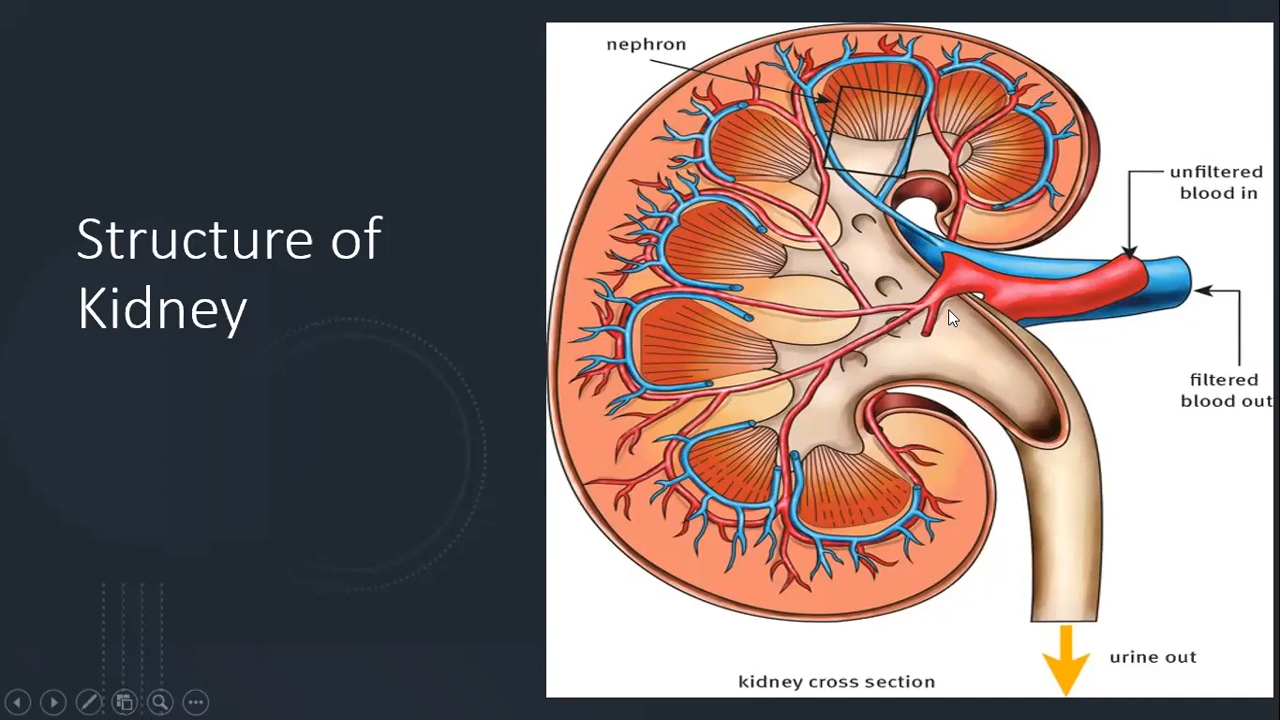 Structure of
Kidney
nephron
unfiltered
blood in
filtered
blood out
urine out
kidney cross section